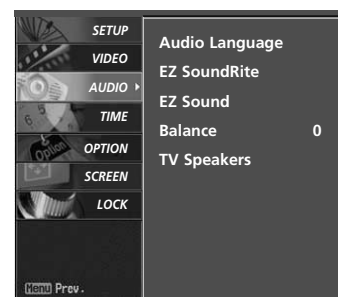 SETUP
VIDEO
AUDIO
TIME
OPTION
SCREEN
LOCK
Menu Prev.
Audio Language
EZ SoundRite
EZ Sound
Balance 0
TV Speakers